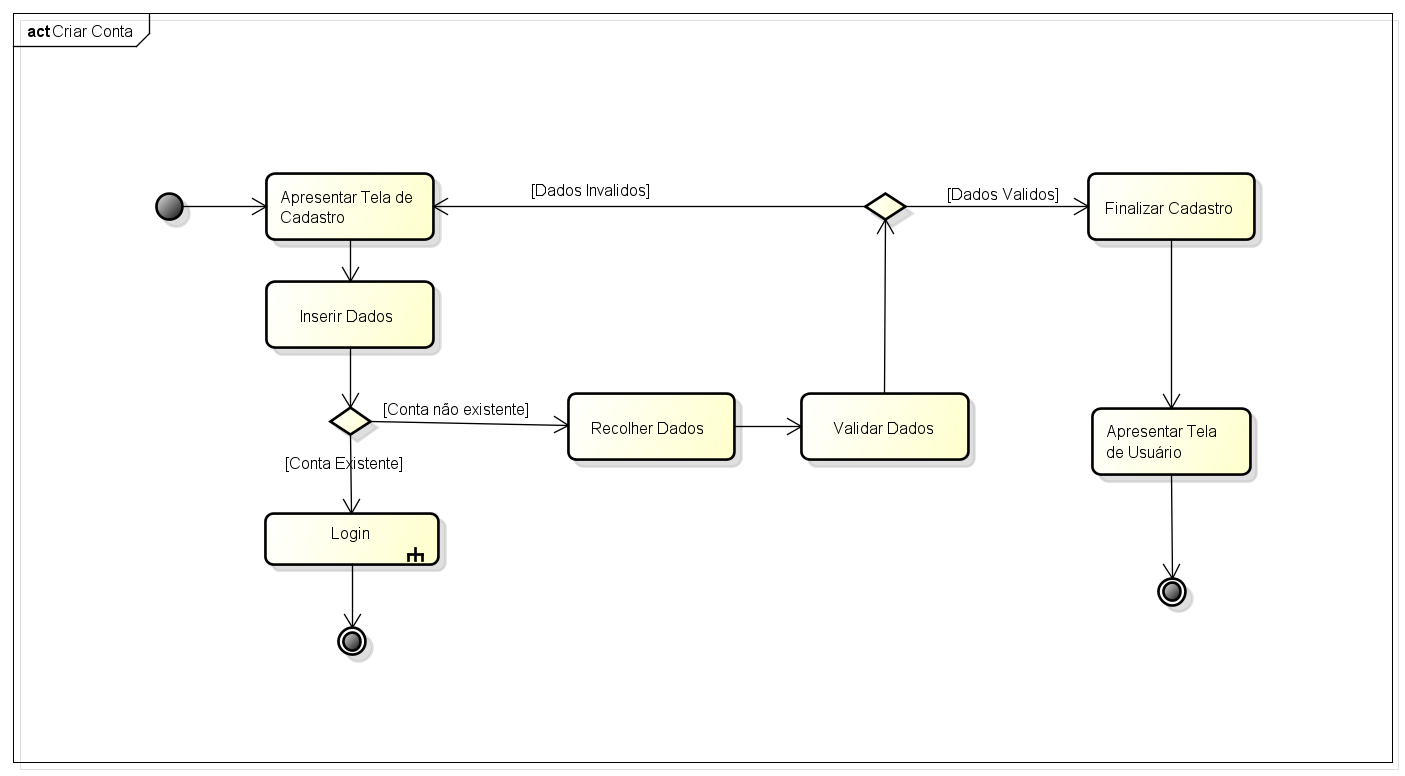 act Criar Conta
Apresentar Tela de
Cadastro
[Dados Invalidos]
[Dados Validos]
Finalizar Cadastro
Inserir Dados
[Conta não existente]
Recolher Dados
Validar Dados
Apresentar Tela
de Usuário
[Conta Existente]
Login